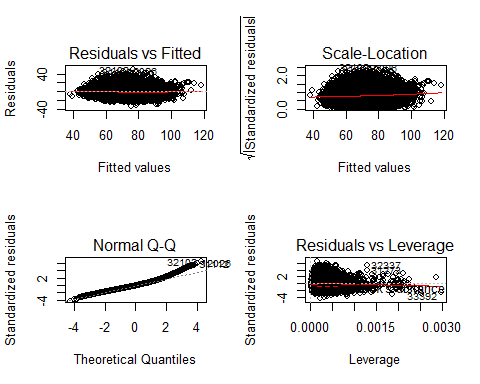 Residuals vs Fitted
Residuals
-40
40
40 60 80 100 120
Fitted values
Scale-Location
√|Standardized residuals|
0.0
2.0
40 60 80 100 120
Fitted values
Normal Q-Q
Standardized residuals
-4
2
-4 -2 0 2 4
Theoretical Quantiles
Residuals vs Leverage
Standardized residuals
-4
2
32337
33392
0.0000 0.0015 0.0030
Leverage